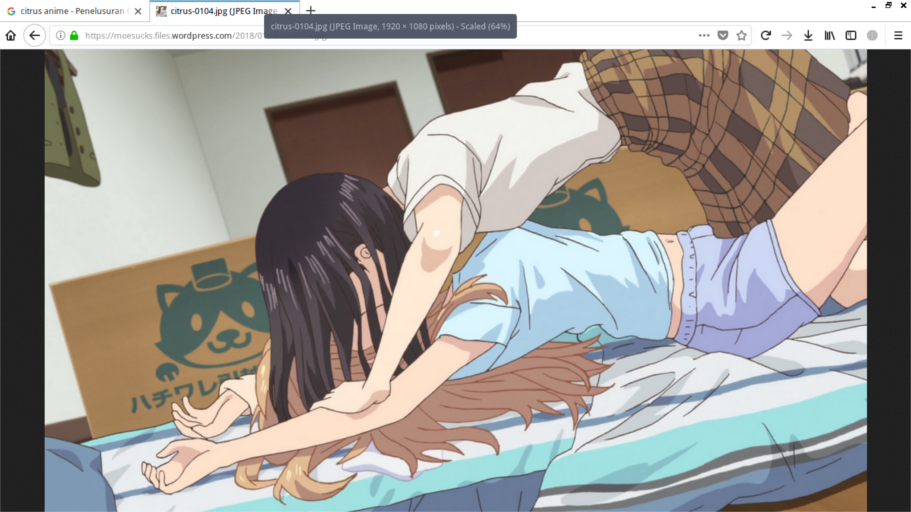 citrus anime - Penelusuran G
citrus-0104.jpg (JPEG Image,
citrus-0104.jpg (JPEG Image, 1920 × 1080 pixels) - Scaled (64%)
https://moesucks.files.wordpress.com/2018/01
ハチワレ